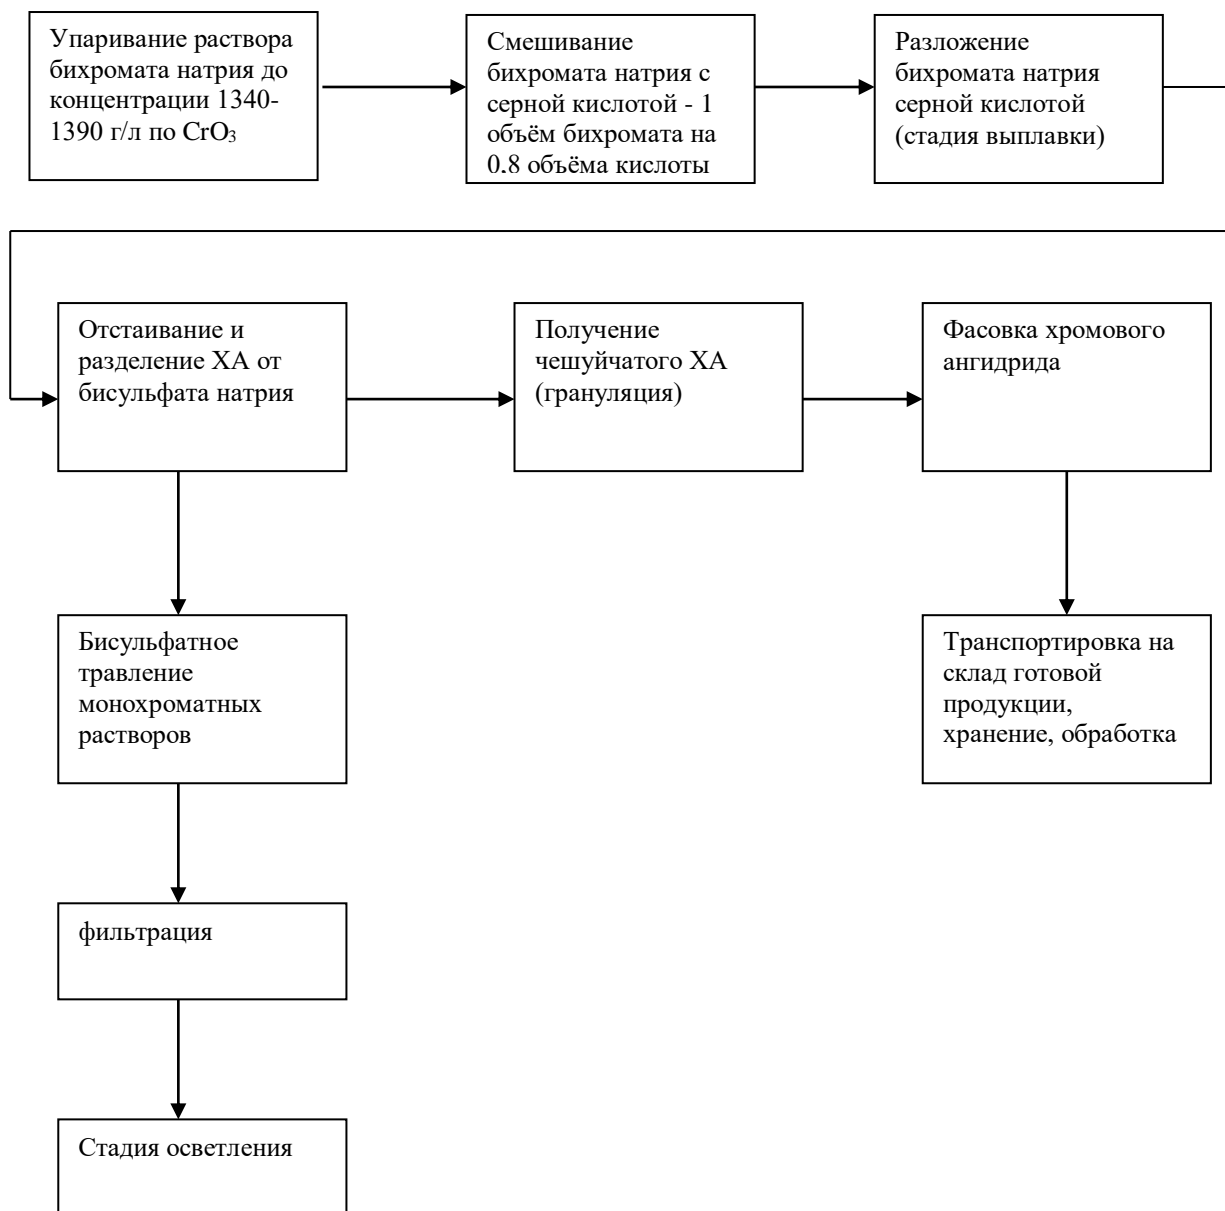 Упаривание раствора
бихромата натрия до
концентрации 1340-
1390 г/л по CrO₃
Смешивание
бихромата натрия с
серной кислотой - 1
объём бихромата на
0,8 объёма кислоты
Разложение
бихромата натрия
серной кислотой
(стадия выплавки)
Отстаивание и
разделение ХА от
бисульфата натрия
Получение
чешуйчатого ХА
(грануляция)
Фасовка хромового
ангидрида
Бисульфатное
травление
монохроматных
растворов
Транспортировка на
склад готовой
продукции,
хранение, обработка
фильтрация
Стадия осветления